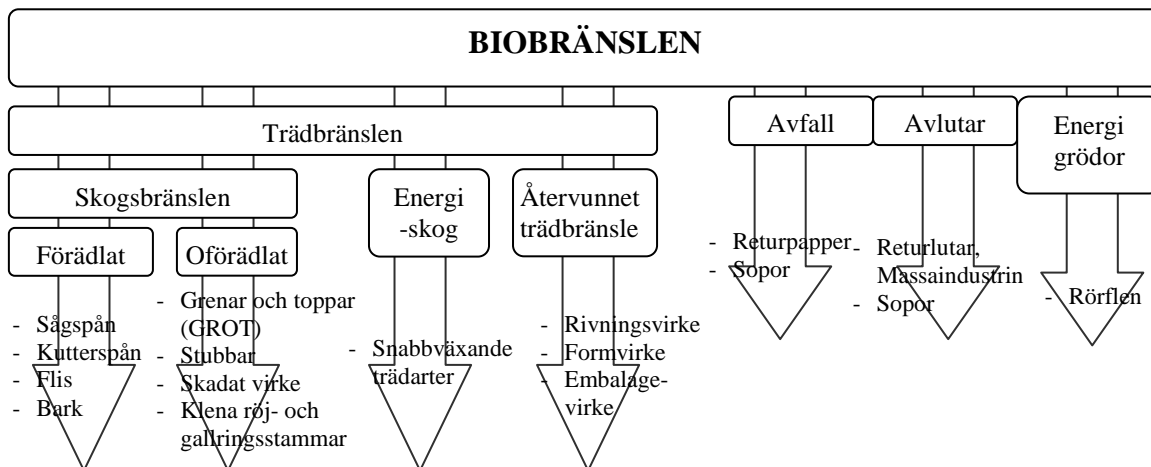 BIOBRÄNSLEN
Trädbränslen
Avfall
Avlutar
Energi
grödor
Skogsbränslen
Energi
-skog
Återvunnet
trädbränsle
Förädlat
Oförädlat
- Sågspån
- Kutterspån
- Flis
- Bark
- Grenar och toppar
(GROT)
- Stubbar
- Skadat virke
- Klena röj- och
gallringsstammar
- Snabbväxande
trädarter
- Rivningsvirke
- Formvirke
- Embalage-
virke
- Returpapper
- Sopor
- Returlutar,
Massaindustrin
- Sopor
- Rörflen